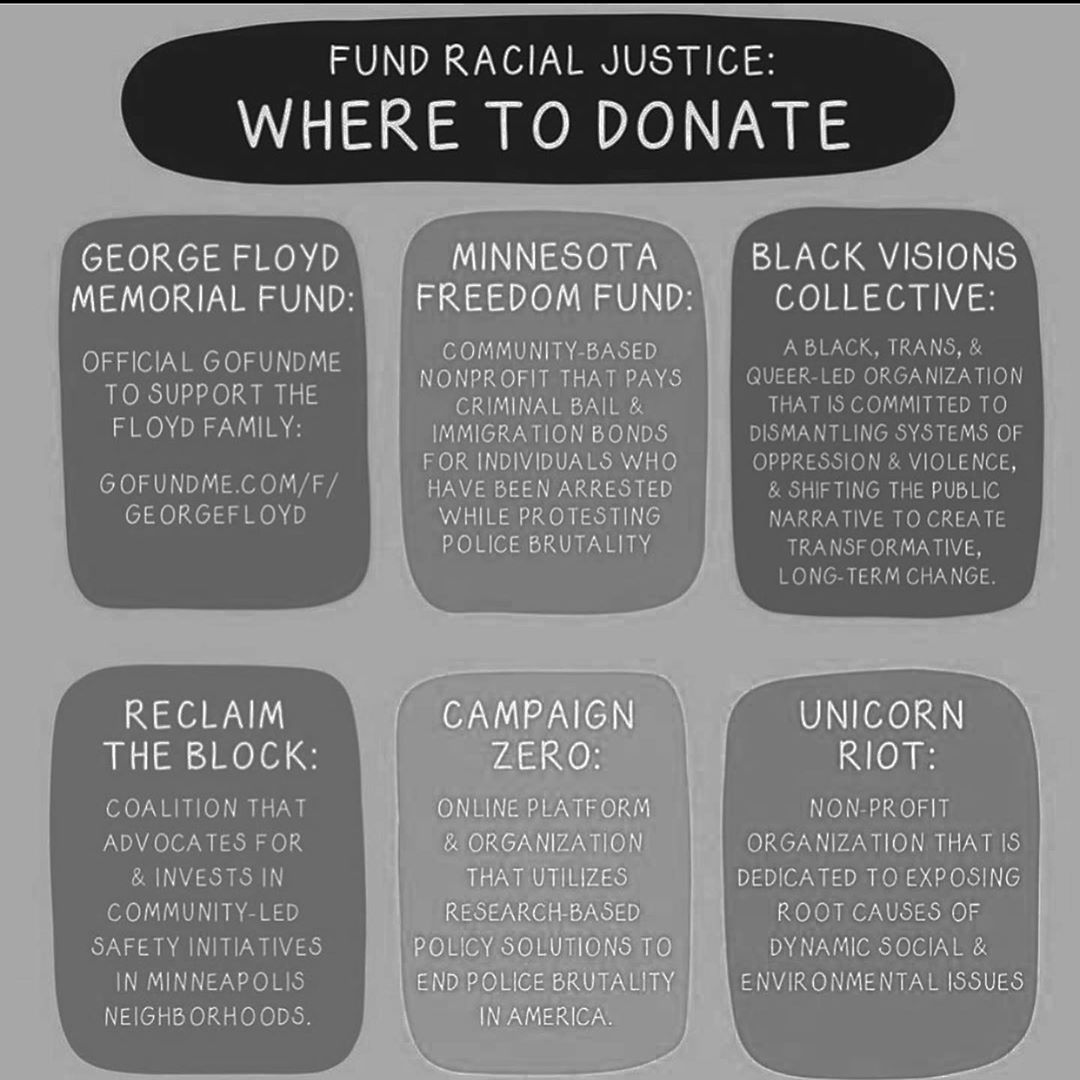 FUND RACIAL JUSTICE:
WHERE TO DONATE
GEORGE FLOYD
MEMORIAL FUND:
OFFICIAL GOFUNDME
TO SUPPORT THE
FLOYD FAMILY:
GOFUNDME.COM/F/
GEORGEFLOYD
MINNESOTA
FREEDOM FUND:
COMMUNITY-BASED
NONPROFIT THAT PAYS
CRIMINAL BAIL &
IMMIGRATION BONDS
FOR INDIVIDUALS WHO
HAVE BEEN ARRESTED
WHILE PROTESTING
POLICE BRUTALITY
BLACK VISIONS
COLLECTIVE:
A BLACK, TRANS, &
QUEER-LED ORGANIZATION
THAT IS COMMITTED TO
DISMANTLING SYSTEMS OF
OPPRESSION & VIOLENCE,
& SHIFTING THE PUBLIC
NARRATIVE TO CREATE
TRANSFORMATIVE,
LONG-TERM CHANGE.
RECLAIM
THE BLOCK:
COALITION THAT
ADVOCATES FOR
& INVESTS IN
COMMUNITY-LED
SAFETY INITIATIVES
IN MINNEAPOLIS
NEIGHBORHOODS.
CAMPAIGN
ZERO:
ONLINE PLATFORM
& ORGANIZATION
THAT UTILIZES
RESEARCH-BASED
POLICY SOLUTIONS TO
END POLICE BRUTALITY
IN AMERICA.
UNICORN
RIOT:
NON-PROFIT
ORGANIZATION THAT IS
DEDICATED TO EXPOSING
ROOT CAUSES OF
DYNAMIC SOCIAL &
ENVIRONMENTAL ISSUES